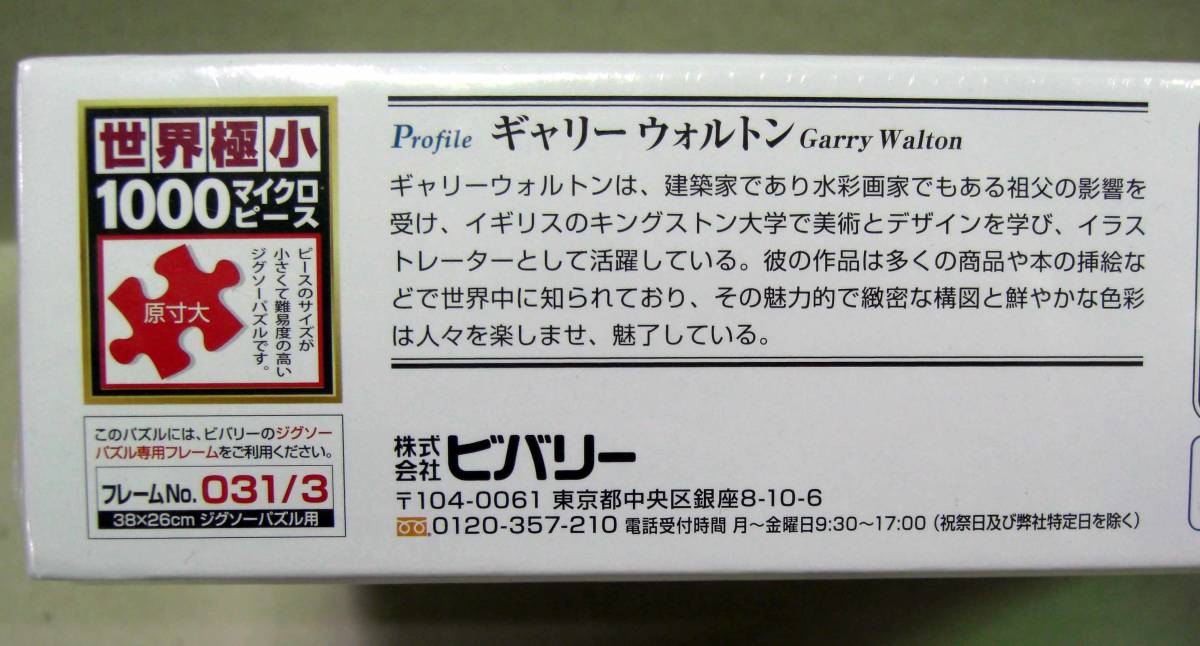 世界極小
1000マイクロ
ピース
ピースのサイズが
小さくて難易度の高い
ジグソーパズルです。
原寸大
このパズルには、ビバリーのジグソー
パズル専用フレームをご利用ください。
フレームNo. 031/3
38×26cm ジグソーパズル用
Profile ギャリー ウォルトン Garry Walton
ギャリーウォルトンは、建築家であり水彩画家でもある祖父の影響を
受け、イギリスのキングストン大学で美術とデザインを学び、イラス
トレーターとして活躍している。彼の作品は多くの商品や本の挿絵な
どで世界中に知られており、その魅力的で緻密な構図と鮮やかな色彩
は人々を楽しませ、魅了している。
株式
会社 ビバリー
〒104-0061 東京都中央区銀座8-10-6
0120-357-210 電話受付時間 月～金曜日9:30～17:00（祝祭日及び弊社特定日を除く）